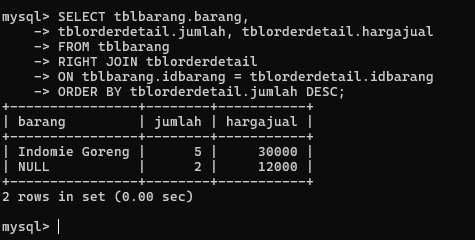 mysql> SELECT tblbarang.barang,
    -> tblorderdetail.jumlah, tblorderdetail.hargajual
    -> FROM tblbarang
    -> RIGHT JOIN tblorderdetail
    -> ON tblbarang.idbarang = tblorderdetail.idbarang
    -> ORDER BY tblorderdetail.jumlah DESC;
+----------------+--------+-----------+
| barang         | jumlah | hargajual |
+----------------+--------+-----------+
| Indomie Goreng |      5 |     30000 |
| NULL           |      2 |     12000 |
+----------------+--------+-----------+
2 rows in set (0.00 sec)
mysql>